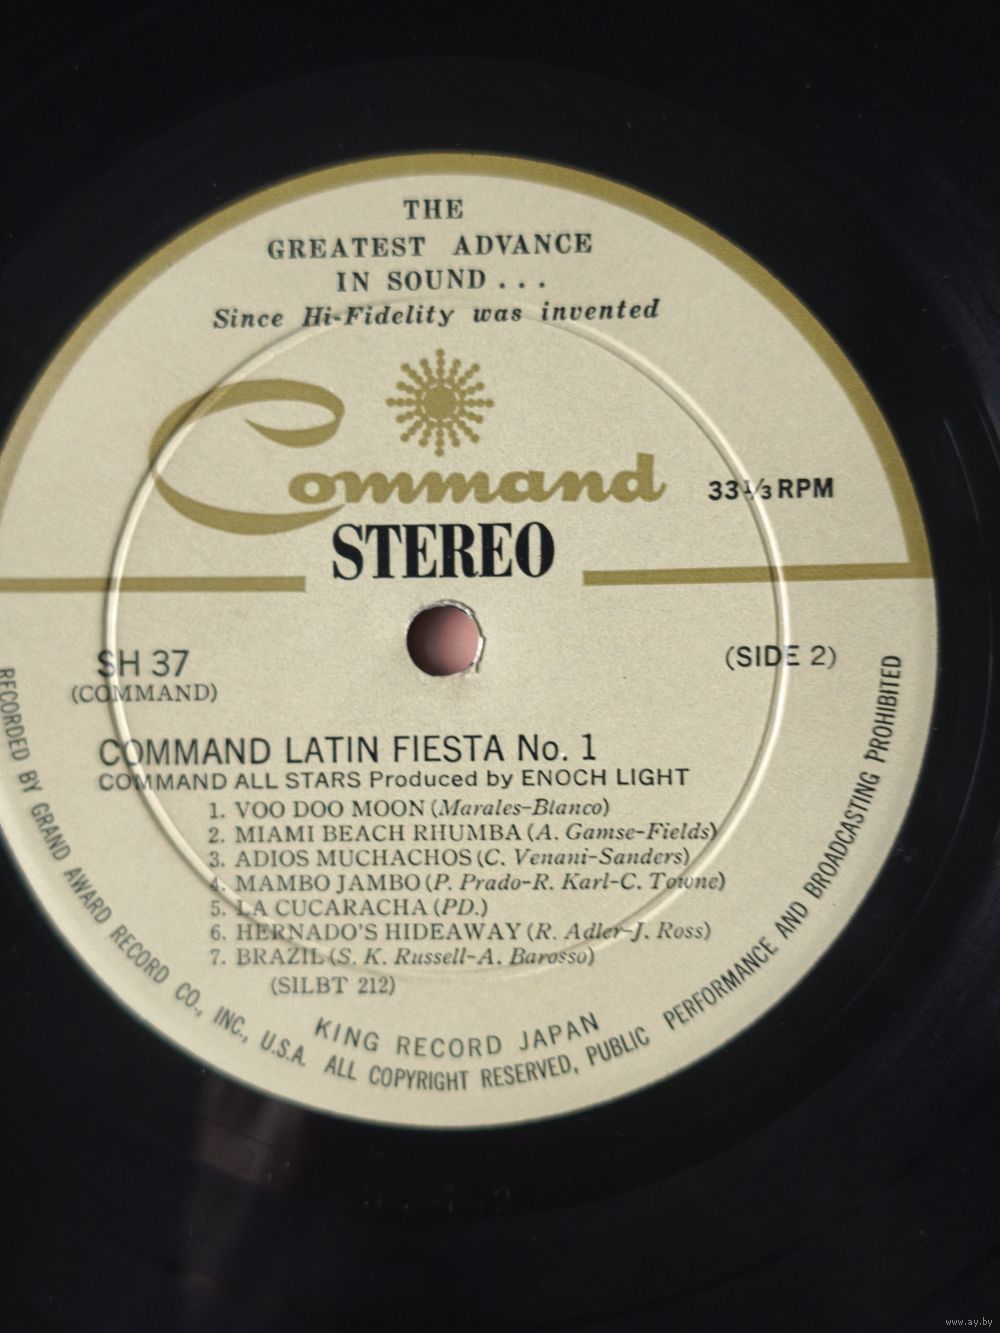 THE
GREATEST ADVANCE
IN SOUND...
Since Hi-Fidelity was invented
Command
33⅓ RPM
STEREO
SH 37
(COMMAND)
(SIDE 2)
COMMAND LATIN FIESTA No. 1
COMMAND ALL STARS Produced by ENOCH LIGHT
1. VOO DOO MOON (Marales-Blanco)
2. MIAMI BEACH RHUMBA (A. Gamse-Fields)
3. ADIOS MUCHACHOS (C. Venani-Sanders)
4. MAMBO JAMBO (P. Prado-R. Karl-C. Towne)
5. LA CUCARACHA (PD.)
6. HERNADO'S HIDEAWAY (R. Adler-J. Ross)
7. BRAZIL (S. K. Russell-A. Barosso)
(SILBT 212)
KING RECORD JAPAN
RECORDED BY GRAND AWARD RECORD CO., INC., U.S.A. ALL COPYRIGHT RESERVED, PUBLIC PERFORMANCE AND BROADCASTING PROHIBITED
www.ay.by